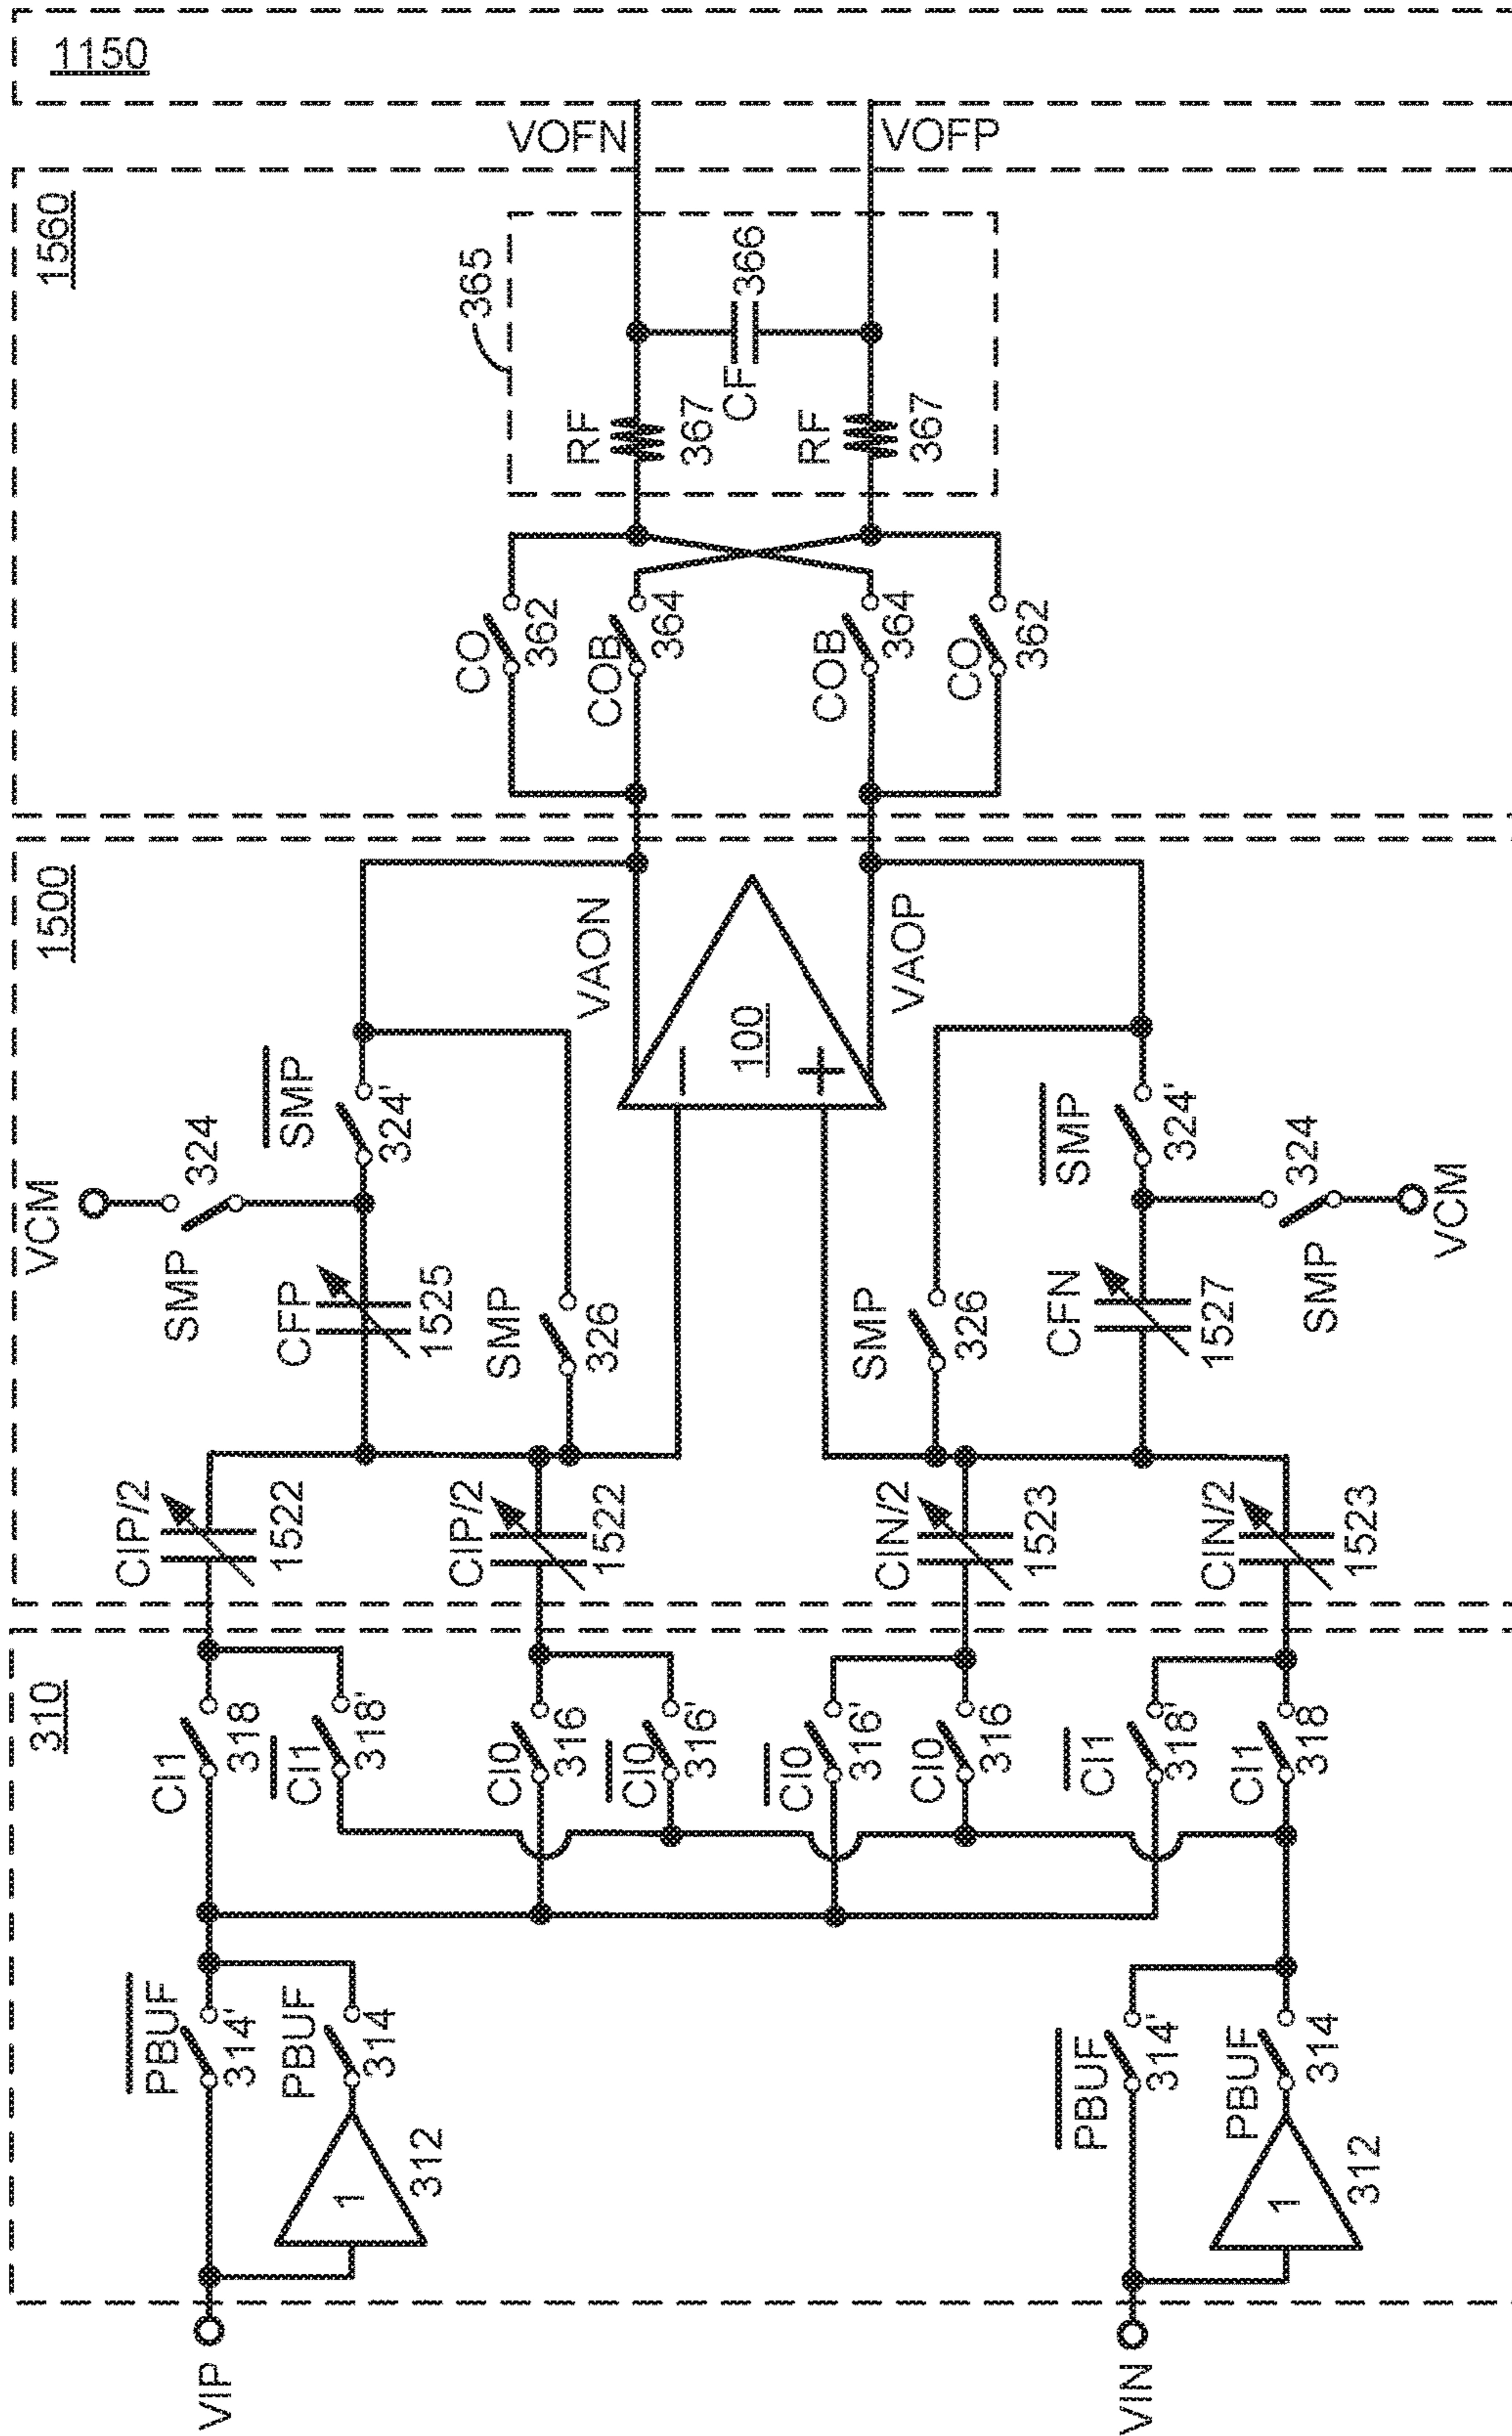 310
1500
1560
1150
VIP
PBUF
314'
PBUF
314
1
312
CI1
318
CI1
318'
CI0
316
CI0
316'
CI0
316'
CI0
316
CI1
318'
CI1
318
VIN
PBUF
314'
PBUF
314
1
312
CIP/2
1522
CIP/2
1522
CIN/2
1523
CIN/2
1523
VCM
SMP
324
CFP
1525
SMP
324'
SMP
326
−
100
+
VAON
VAOP
SMP
326
CFN
1527
SMP
324'
SMP
324
VCM
CO
362
COB
364
COB
364
CO
362
365
RF
367
CF
366
RF
367
VOFN
VOFP